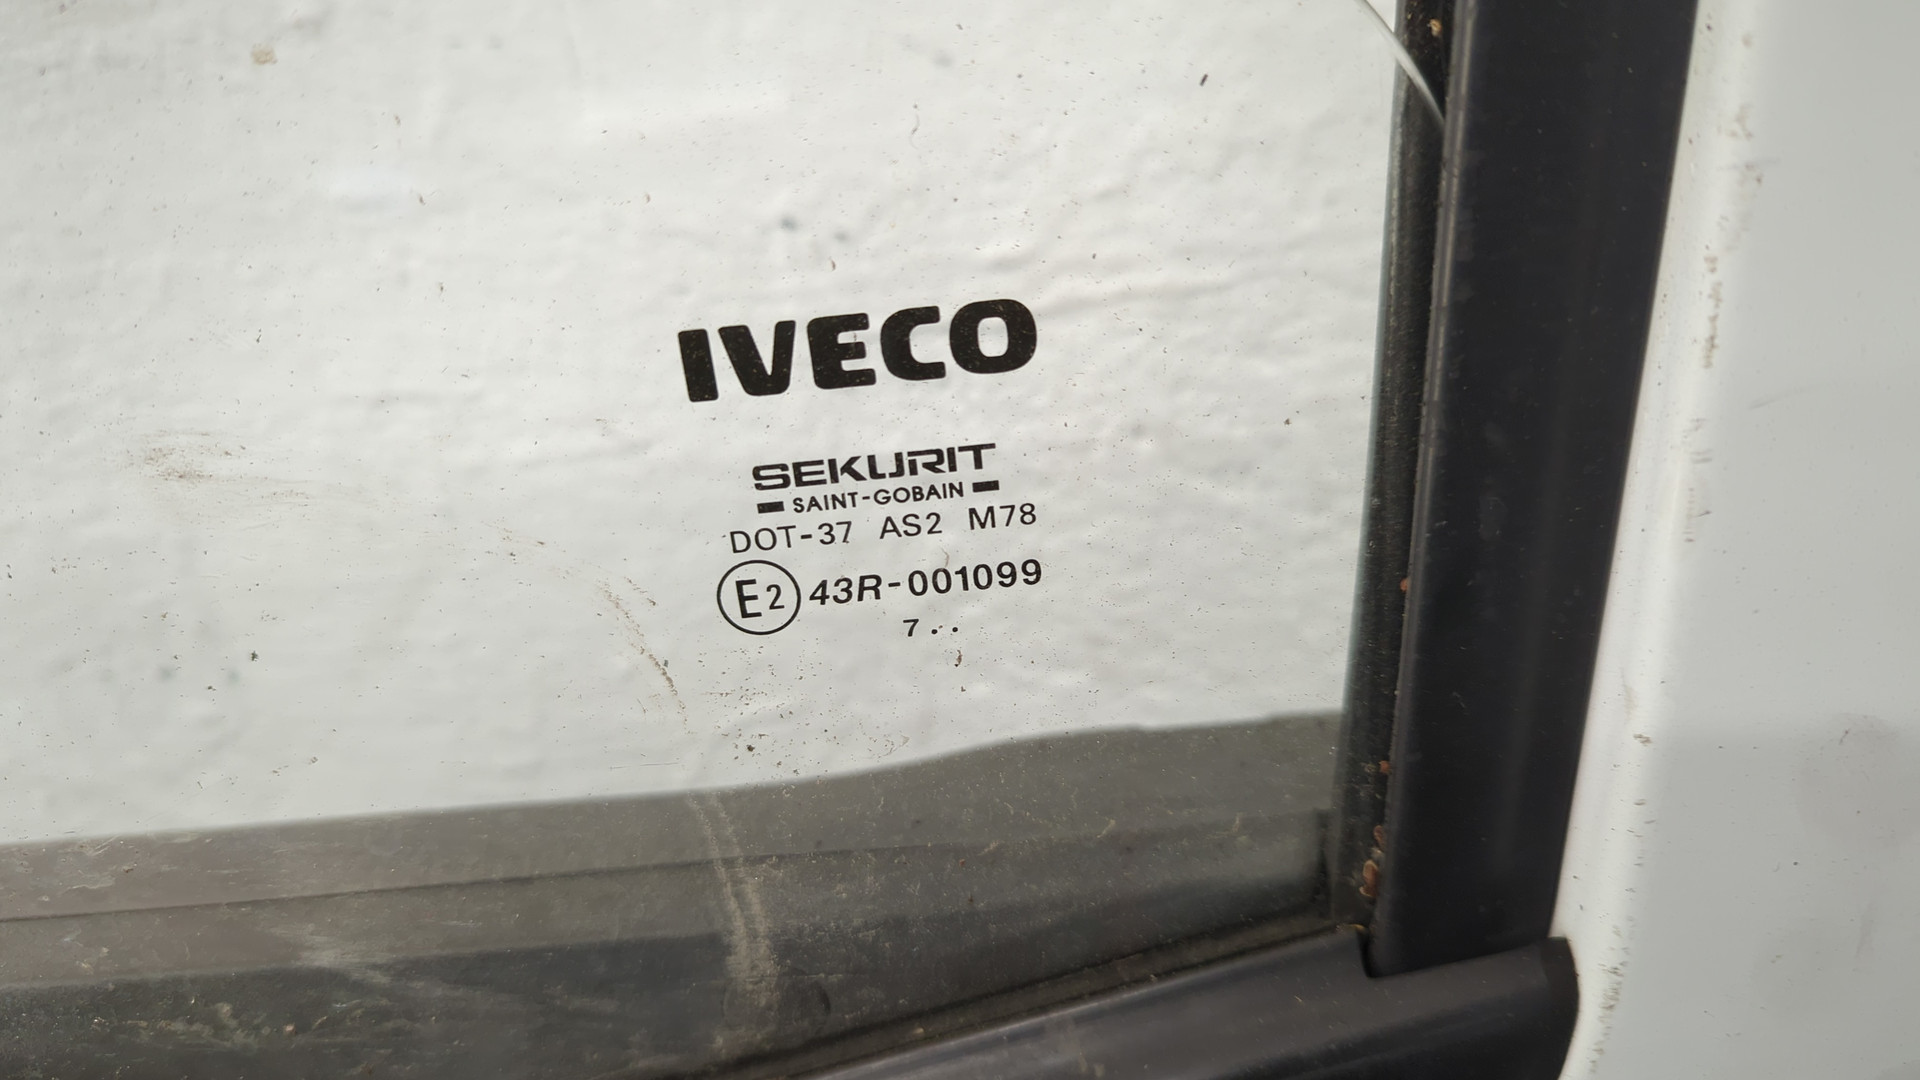 IVECO
SEKURIT
SAINT-GOBAIN
DOT-37 AS2 M78
E2 43R-001099
7 . .